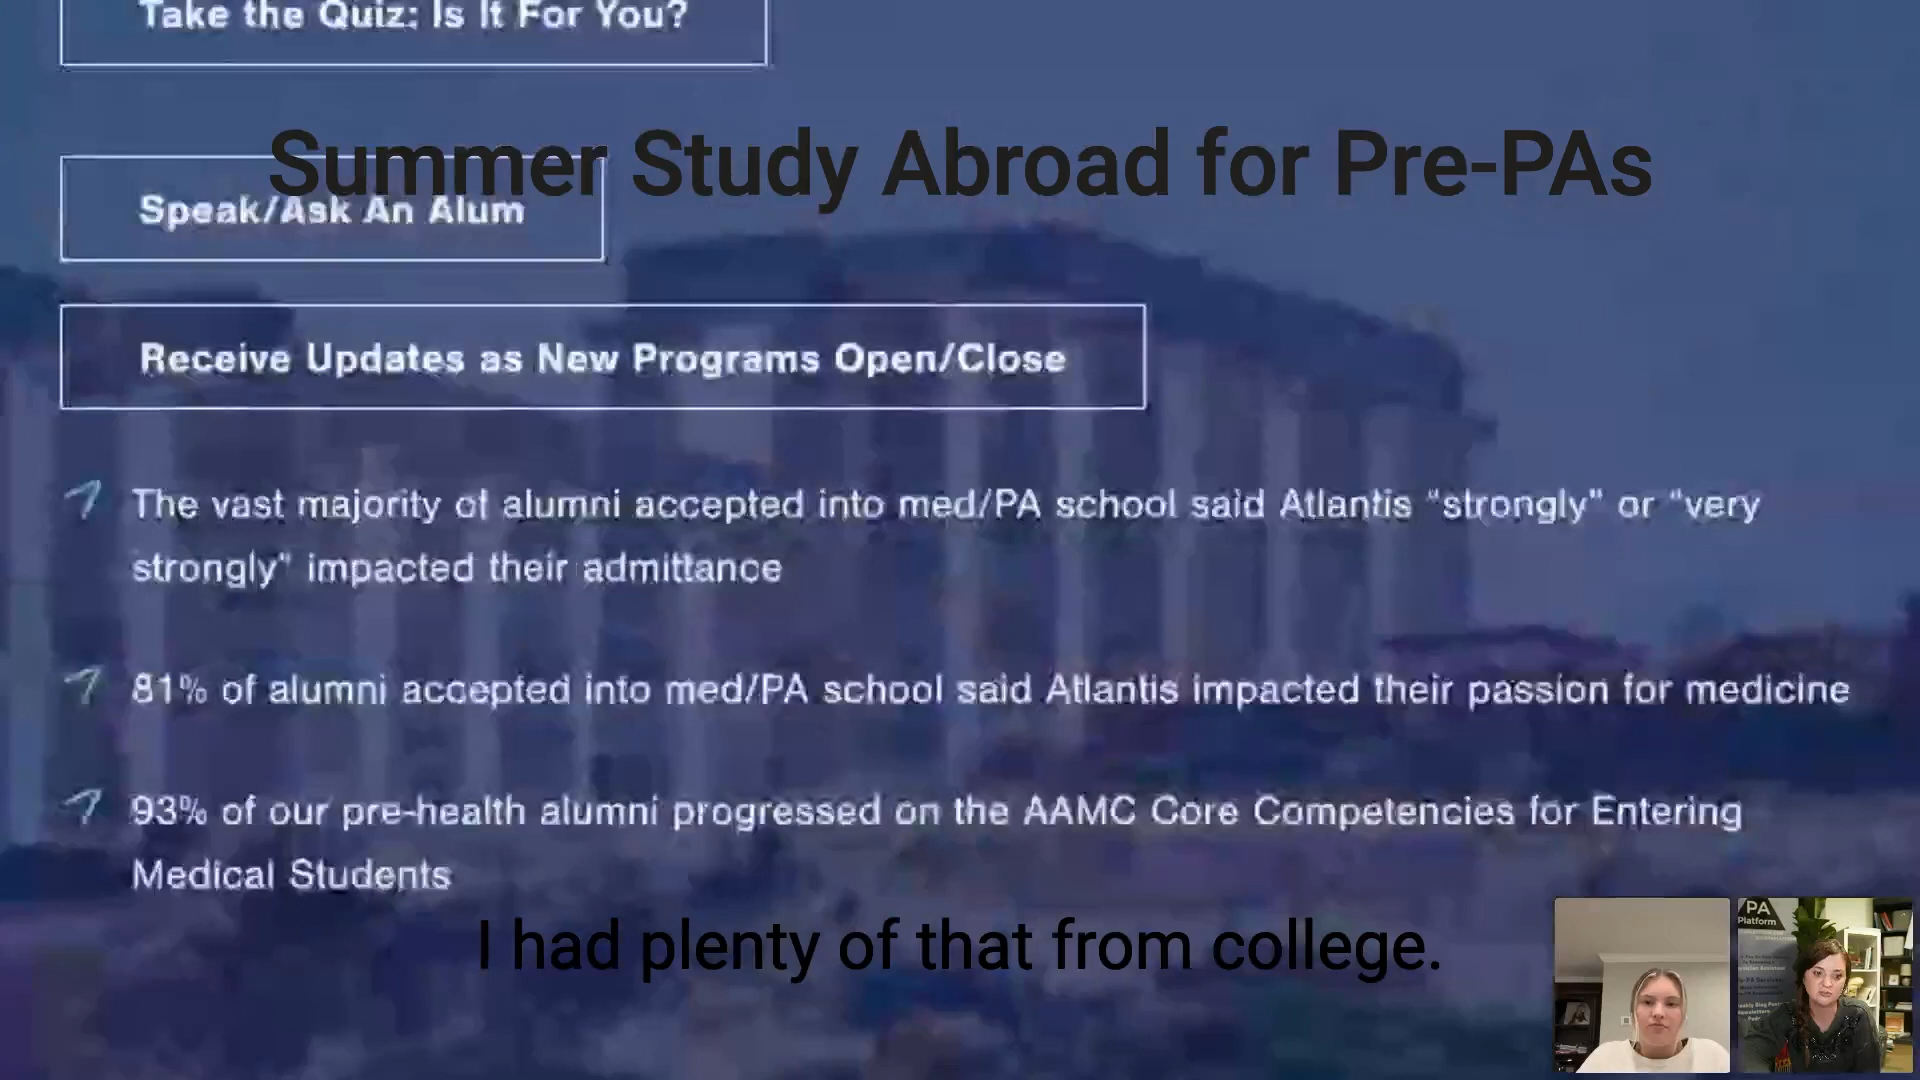 Take the Quiz: Is It For You?
Summer Study Abroad for Pre-PAs
Speak/Ask An Alum
Receive Updates as New Programs Open/Close
The vast majority of alumni accepted into med/PA school said Atlantis “strongly” or “very
strongly” impacted their admittance
81% of alumni accepted into med/PA school said Atlantis impacted their passion for medicine
93% of our pre-health alumni progressed on the AAMC Core Competencies for Entering
Medical Students
I had plenty of that from college.
PA
Platform